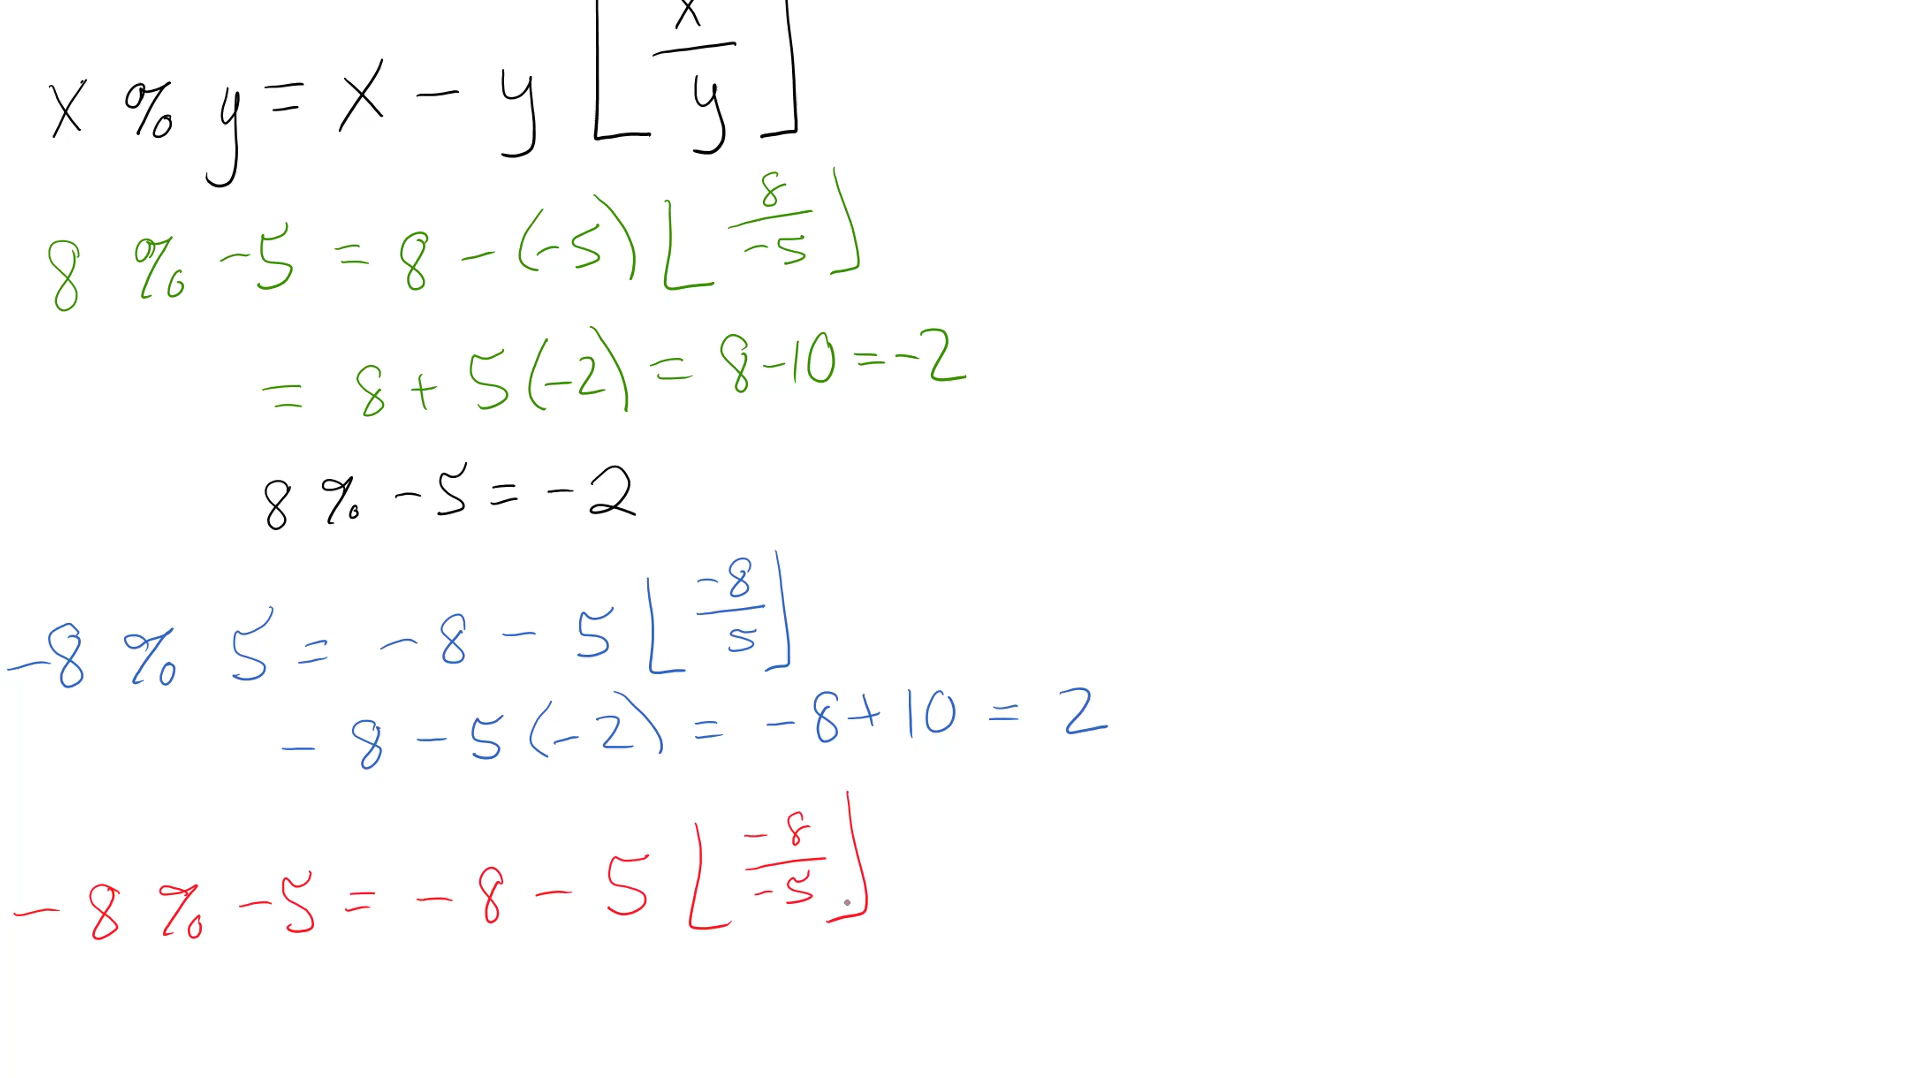 x % y = x - y ⌊x/y⌋
8 % -5 = 8 - (-5) ⌊8/-5⌋
= 8 + 5(-2) = 8-10 = -2
8 % -5 = -2
-8 % 5 = -8 - 5 ⌊-8/5⌋
-8 - 5(-2) = -8+10 = 2
-8 % -5 = -8 - 5 ⌊-8/-5⌋